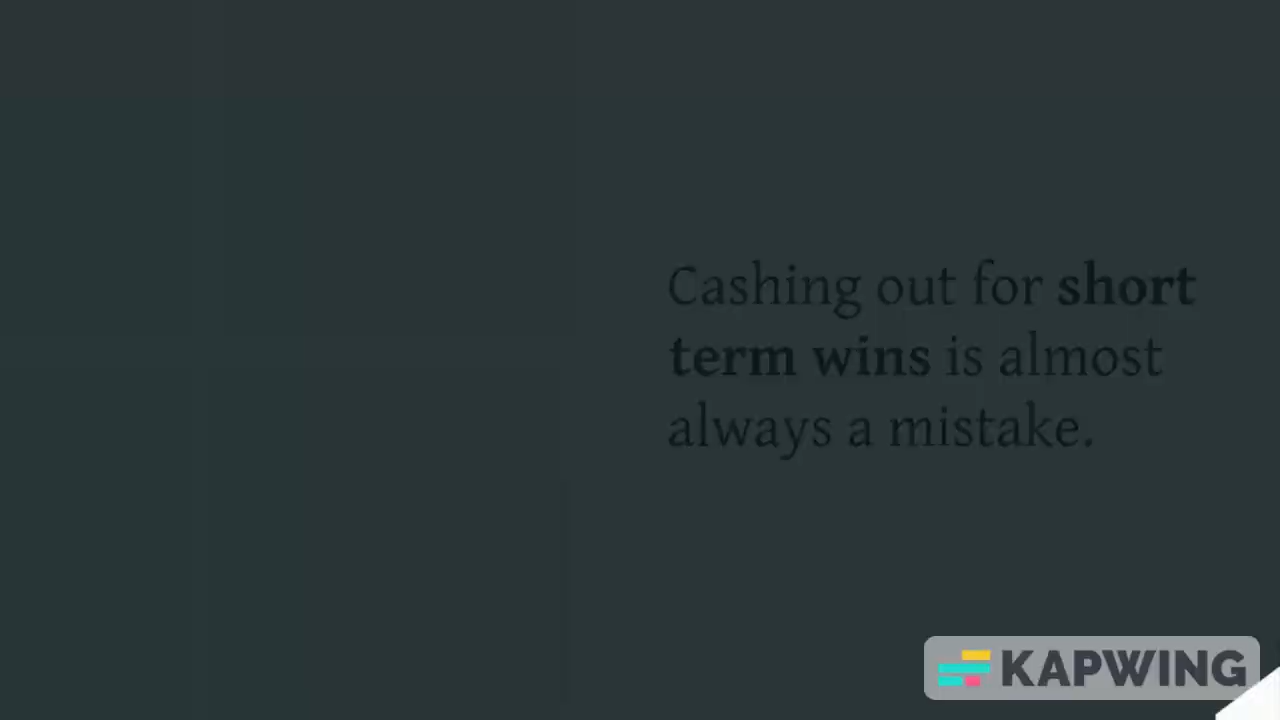 Cashing out for short
term wins is almost
always a mistake.
KAPWING